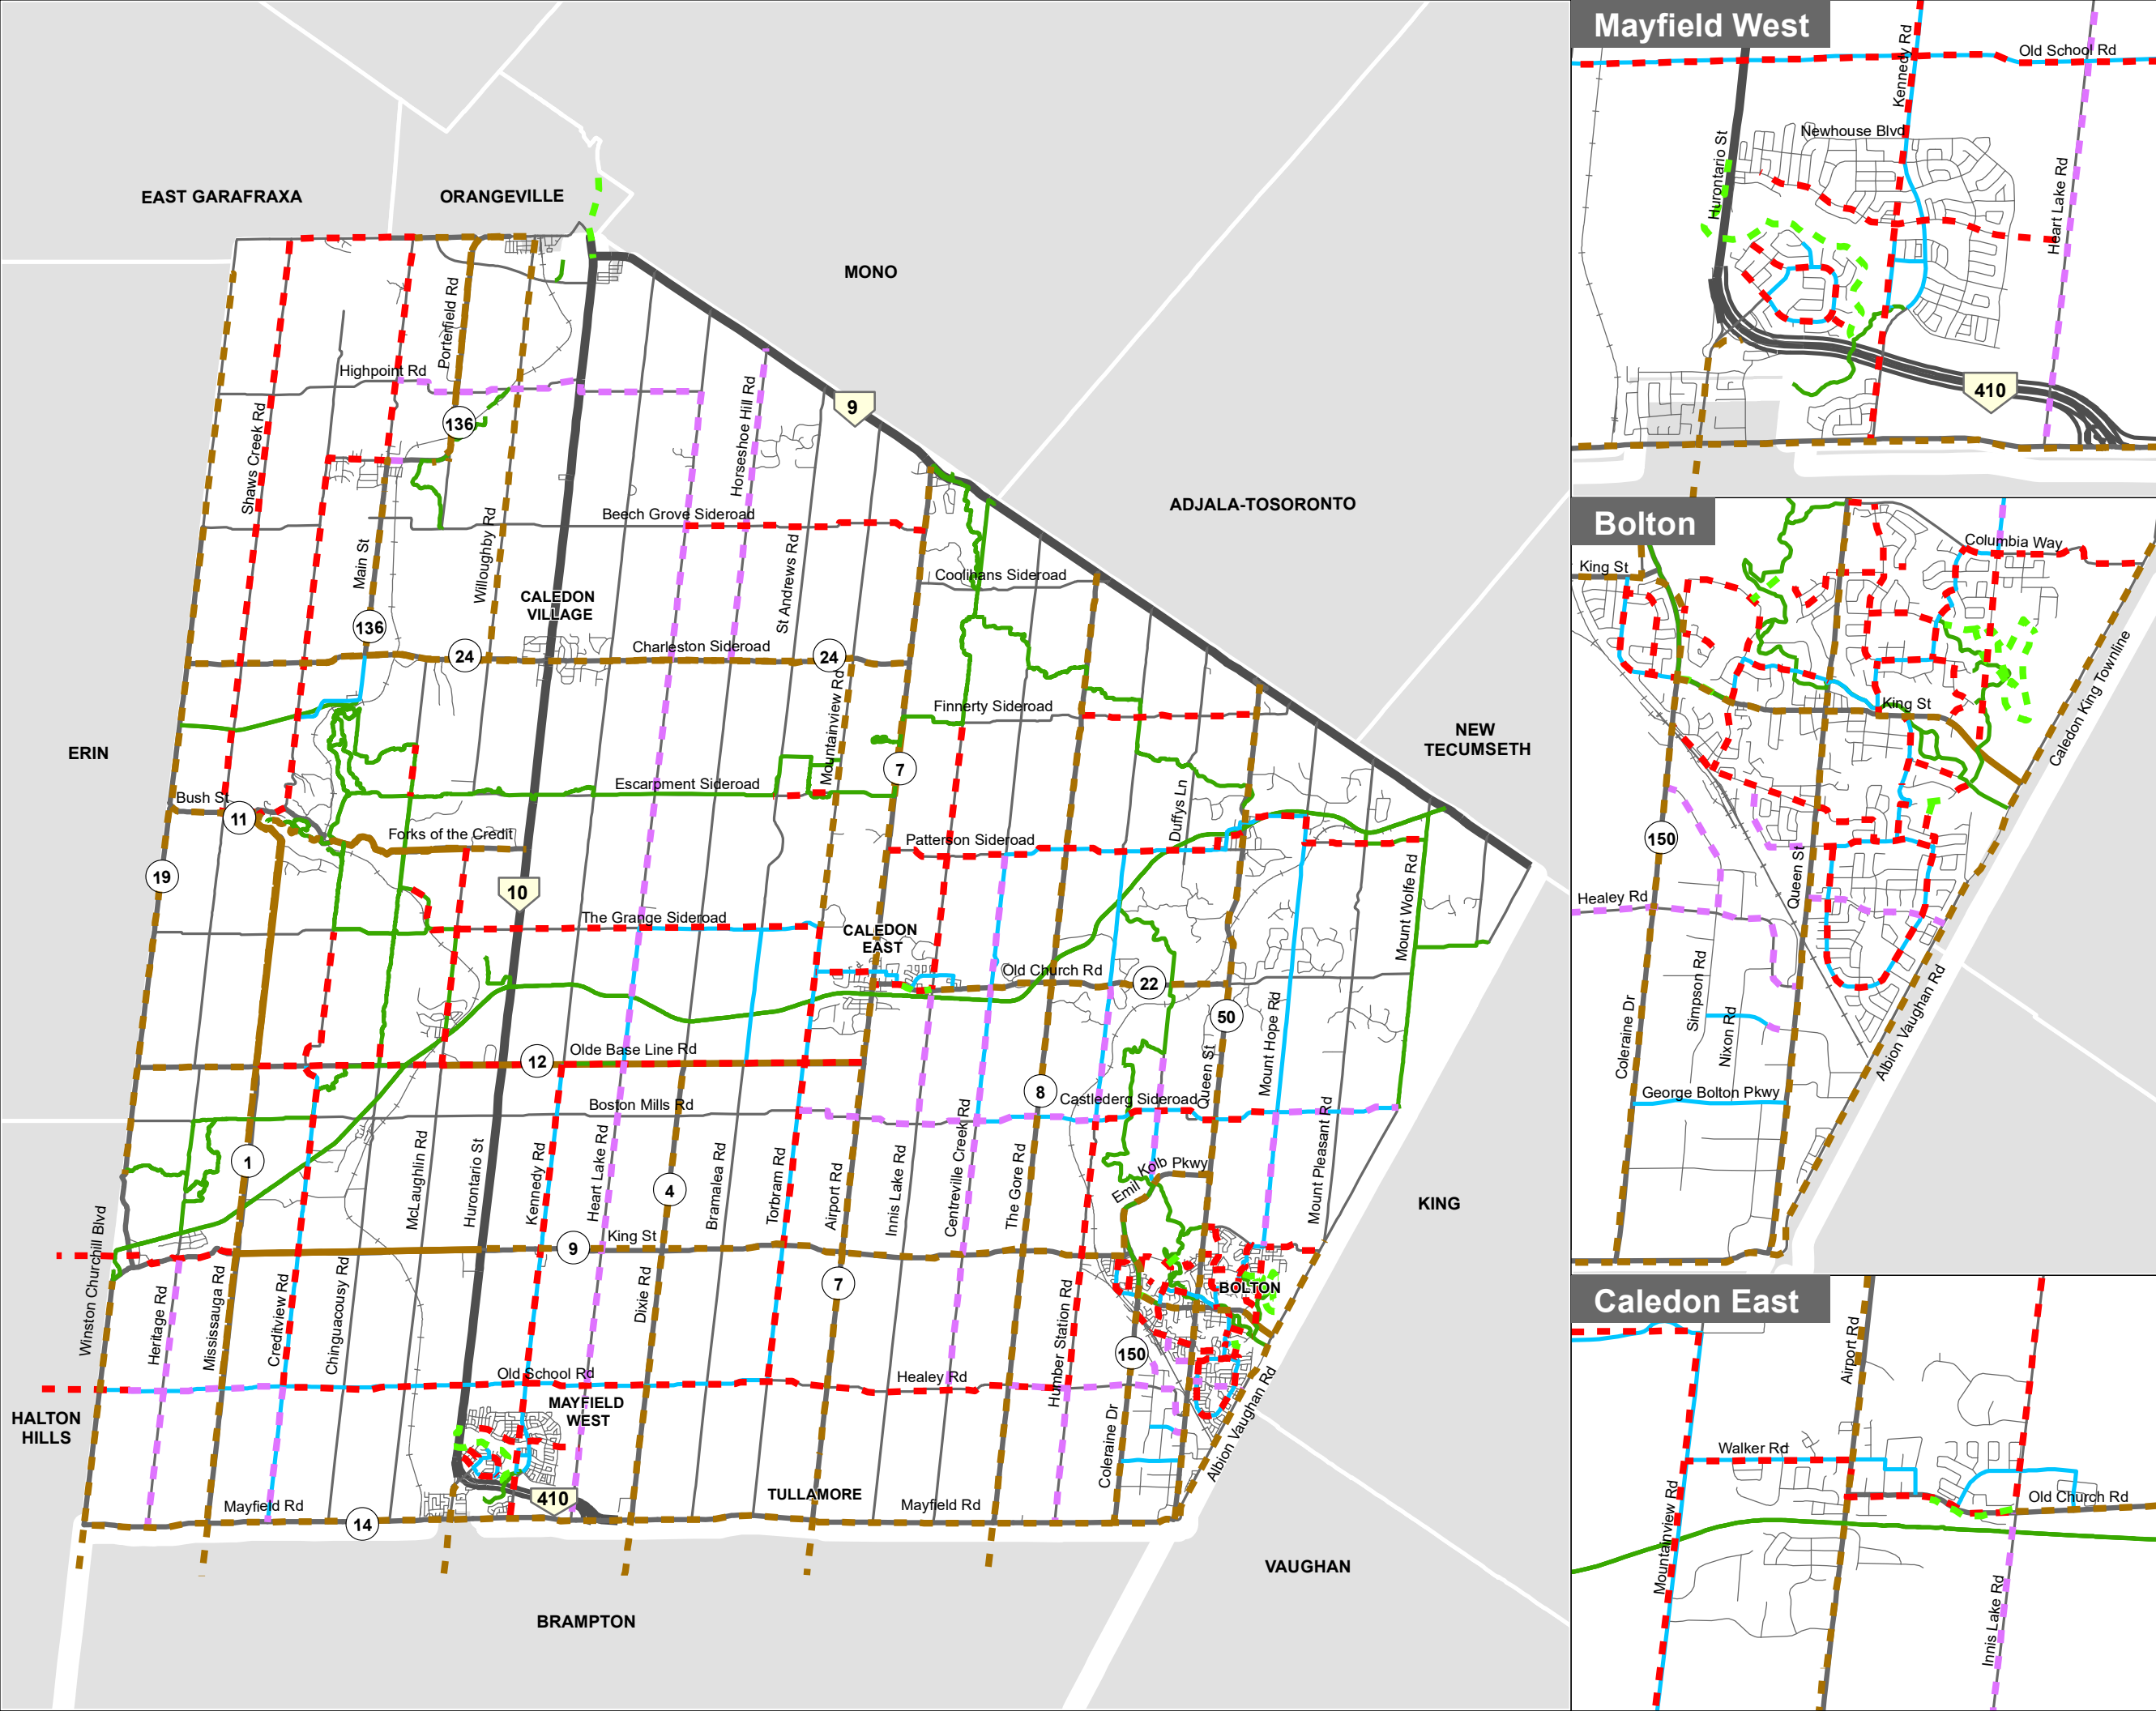 Mayfield West
Old School Rd
Kennedy Rd
Newhouse Blvd
Hurontario St
Heart Lake Rd
410
EAST GARAFRAXA
ORANGEVILLE
MONO
Porterfield Rd
Highpoint Rd
136
9
Shaws Creek Rd
Horseshoe Hill Rd
ADJALA-TOSORONTO
Beech Grove Sideroad
Main St
Willoughby Rd
St Andrews Rd
Coolihans Sideroad
CALEDON
VILLAGE
136
24
Charleston Sideroad
24
Mountainview Rd
Finnerty Sideroad
ERIN
NEW
TECUMSETH
7
Escarpment Sideroad
Bush St
11
Forks of the Credit
Patterson Sideroad
Duffys Ln
19
10
Mount Wolfe Rd
The Grange Sideroad
CALEDON
EAST
Old Church Rd
22
50
Mount Hope Rd
Queen St
12
Olde Base Line Rd
8
Boston Mills Rd
Castlederg Sideroad
1
McLaughlin Rd
Hurontario St
Kennedy Rd
Heart Lake Rd
4
Bramalea Rd
Torbram Rd
Airport Rd
Innis Lake Rd
Centreville Creek Rd
The Gore Rd
Emil Kolb Pkwy
Mount Pleasant Rd
KING
Winston Churchill Blvd
9
King St
7
BOLTON
Heritage Rd
Mississauga Rd
Creditview Rd
Chinguacousy Rd
Dixie Rd
Humber Station Rd
150
Old School Rd
Healey Rd
HALTON
HILLS
MAYFIELD
WEST
Coleraine Dr
Albion Vaughan Rd
410
TULLAMORE
Mayfield Rd
14
Mayfield Rd
VAUGHAN
BRAMPTON
Bolton
Columbia Way
King St
Caledon King Townline
King St
150
Queen St
Healey Rd
Simpson Rd
Nixon Rd
Coleraine Dr
Albion Vaughan Rd
George Bolton Pkwy
Caledon East
Airport Rd
Walker Rd
Mountainview Rd
Old Church Rd
Innis Lake Rd